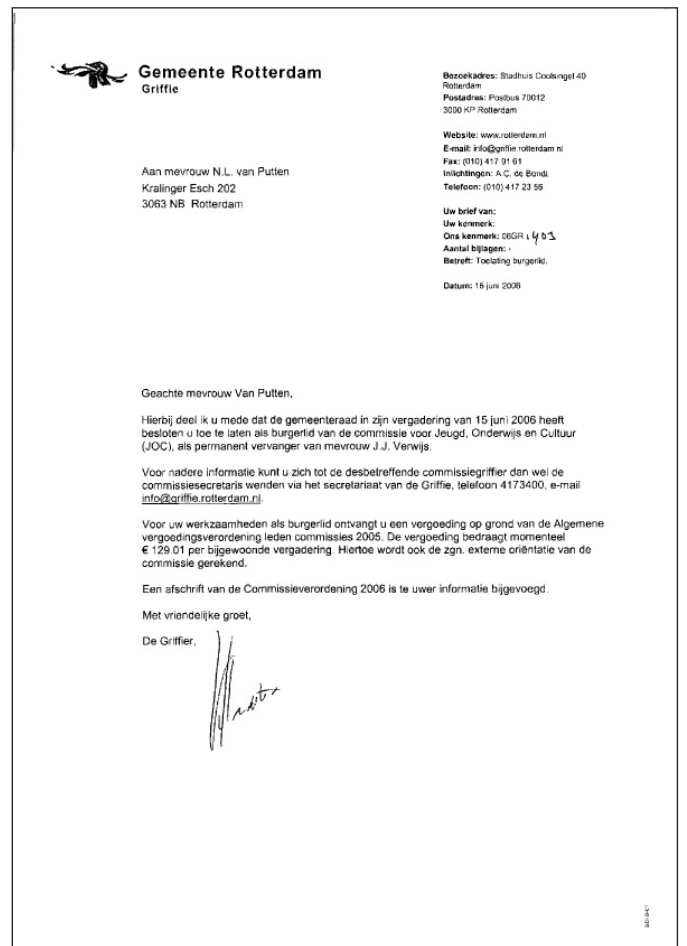 Gemeente Rotterdam
Griffie
Bezoekadres: Stadhuis Coolsingel 40
Rotterdam
Postadres: Postbus 70012
3000 KP Rotterdam
Website: www.rotterdam.nl
E-mail: info@griffie.rotterdam.nl
Fax: (010) 417 91 61
Inlichtingen: A.C. de Bondt
Telefoon: (010) 417 23 56
Uw brief van:
Uw kenmerk:
Ons kenmerk: 06GR 1403
Aantal bijlagen: -
Betreft: Toelating burgerlid.
Datum: 16 juni 2006
Aan mevrouw N.L. van Putten
Kralinger Esch 202
3063 NB Rotterdam
Geachte mevrouw Van Putten,
Hierbij deel ik u mede dat de gemeenteraad in zijn vergadering van 15 juni 2006 heeft
besloten u toe te laten als burgerlid van de commissie voor Jeugd, Onderwijs en Cultuur
(JOC), als permanent vervanger van mevrouw J.J. Verwijs.
Voor nadere informatie kunt u zich tot de desbetreffende commissiegriffier dan wel de
commissiesecretaris wenden via het secretariaat van de Griffie, telefoon 4173400, e-mail
info@griffie.rotterdam.nl.
Voor uw werkzaamheden als burgerlid ontvangt u een vergoeding op grond van de Algemene
vergoedingsverordening leden commissies 2005. De vergoeding bedraagt momenteel
€ 129.01 per bijgewoonde vergadering. Hiertoe wordt ook de zgn. externe oriëntatie van de
commissie gerekend.
Een afschrift van de Commissieverordening 2006 is te uwer informatie bijgevoegd.
Met vriendelijke groet,
De Griffier,